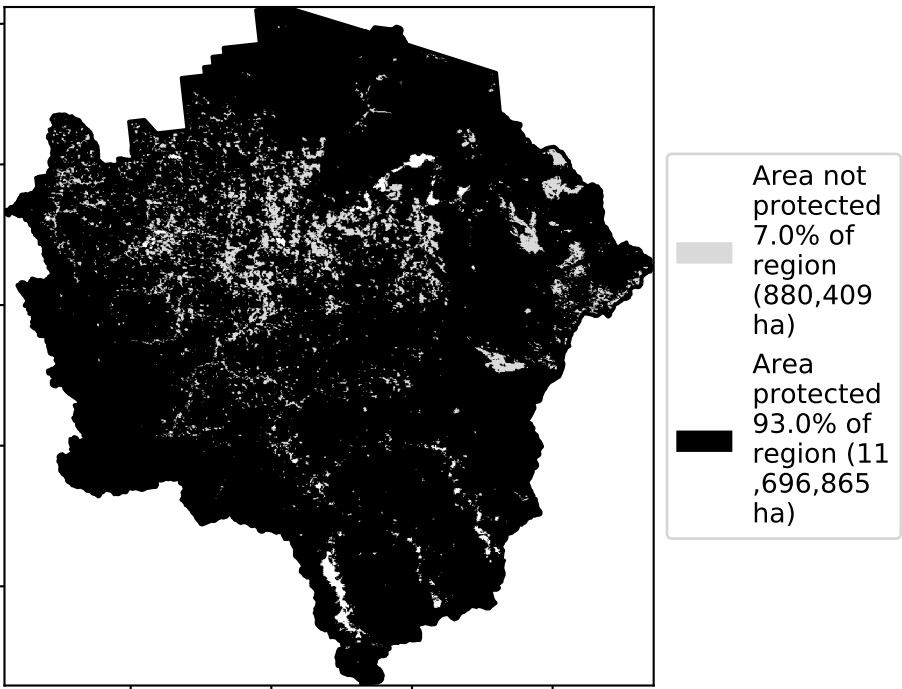 Area not
protected
7.0% of
region
(880,409
ha)
Area
protected
93.0% of
region (11
,696,865
ha)